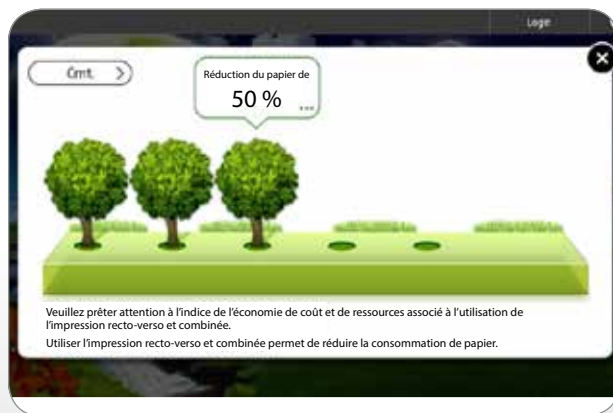 Login
Cmt.
Réduction du papier de
50 %
...
Veuillez prêter attention à l'indice de l'économie de coût et de ressources associé à l'utilisation de
l'impression recto-verso et combinée.
Utiliser l'impression recto-verso et combinée permet de réduire la consommation de papier.